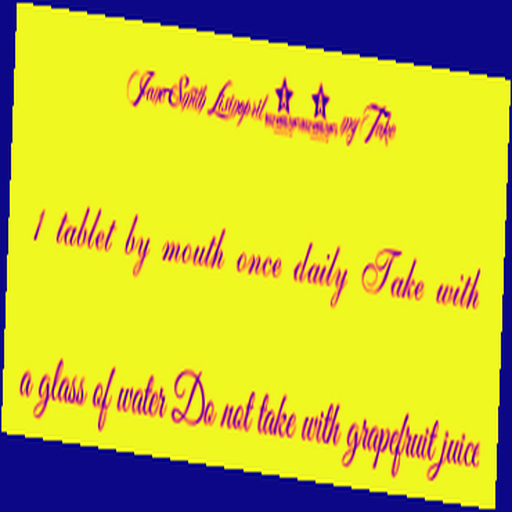 Jane Smith Lisinopril mg Take
1 tablet by mouth once daily Take with
a glass of water Do not take with grapefruit juice